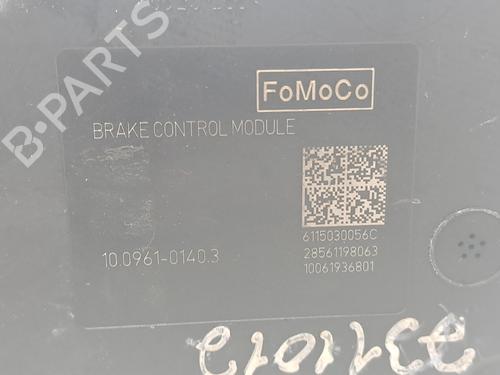 FoMoCo
BRAKE CONTROL MODULE
6115030056C
10.0961-0140.3
28561198063
10061936801
B-PARTS